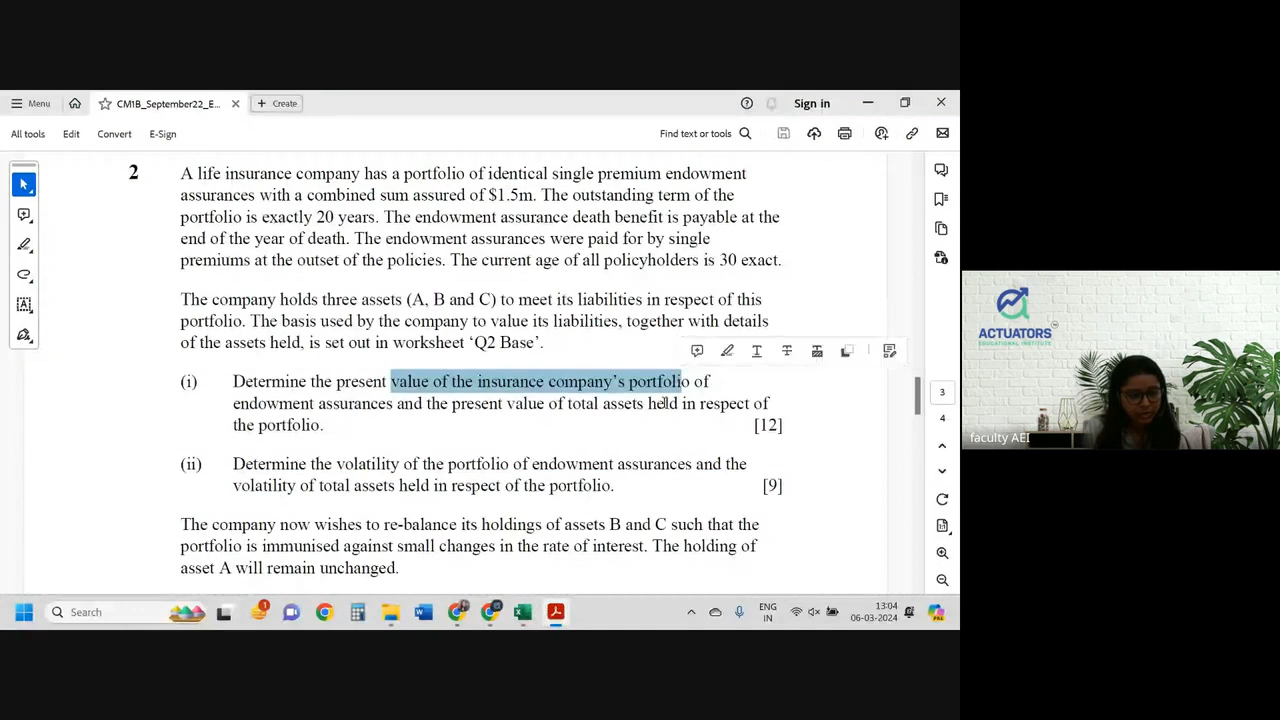 Menu
CM1B_September22_E...
Create
Sign in
All tools
Edit
Convert
E-Sign
Find text or tools
2
A life insurance company has a portfolio of identical single premium endowment
assurances with a combined sum assured of $1.5m. The outstanding term of the
portfolio is exactly 20 years. The endowment assurance death benefit is payable at the
end of the year of death. The endowment assurances were paid for by single
premiums at the outset of the policies. The current age of all policyholders is 30 exact.
The company holds three assets (A, B and C) to meet its liabilities in respect of this
portfolio. The basis used by the company to value its liabilities, together with details
of the assets held, is set out in worksheet ‘Q2 Base’.
(i) Determine the present value of the insurance company’s portfolio of
endowment assurances and the present value of total assets held in respect of
the portfolio. [12]
(ii) Determine the volatility of the portfolio of endowment assurances and the
volatility of total assets held in respect of the portfolio. [9]
The company now wishes to re-balance its holdings of assets B and C such that the
portfolio is immunised against small changes in the rate of interest. The holding of
asset A will remain unchanged.
3
4
ACTUATORS
EDUCATIONAL INSTITUTE
faculty AEI
Search
ENG
IN
13:04
06-03-2024